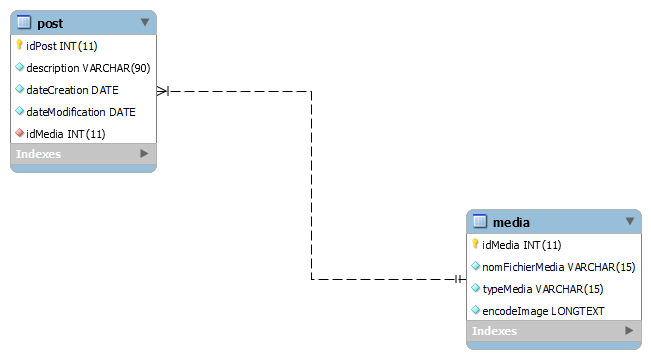 post
idPost INT(11)
description VARCHAR(90)
dateCreation DATE
dateModification DATE
idMedia INT(11)
Indexes
media
idMedia INT(11)
nomFichierMedia VARCHAR(15)
typeMedia VARCHAR(15)
encodeImage LONGTEXT
Indexes